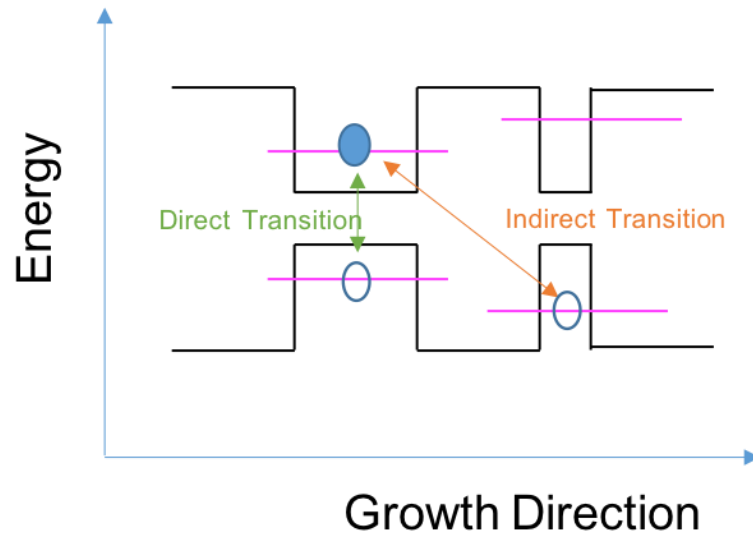 Energy
Direct Transition
Indirect Transition
Growth Direction